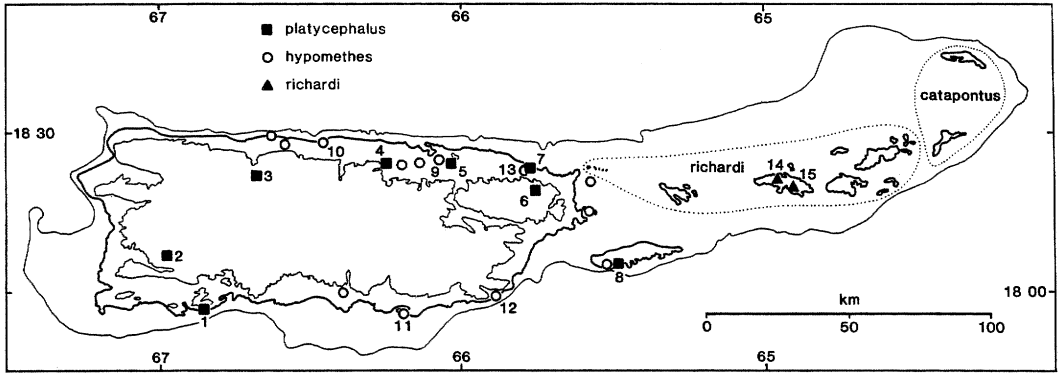 67 66 65
platycephalus
hypomethes
richardi
catapontus
18 30
10 4 9 5 13 7
richardi 14 15
3
6
2
8
18 00
km
12
1 11
0 50 100
67 66 65